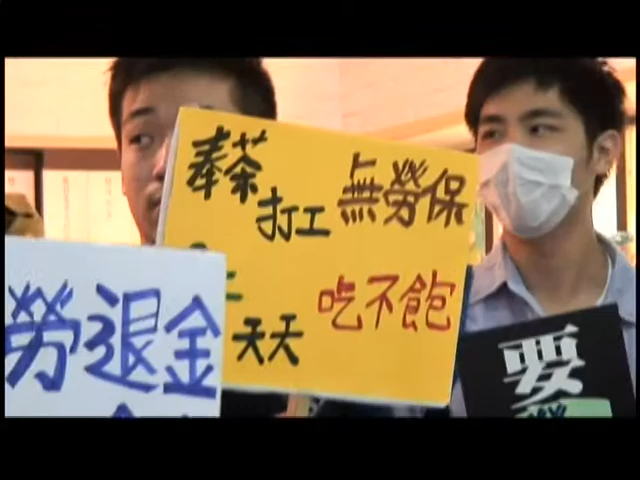 奉茶打工 無勞保
天天 吃不飽
勞退金
要